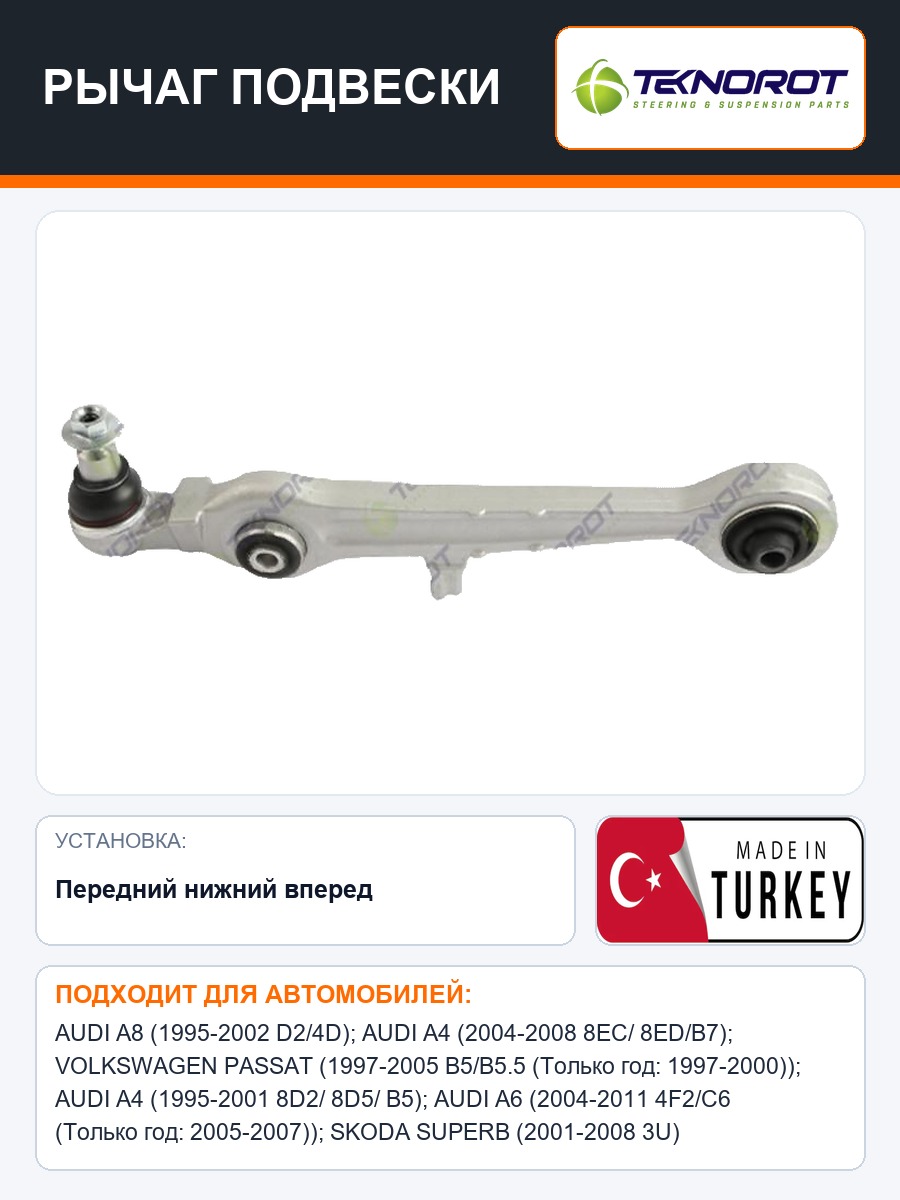 РЫЧАГ ПОДВЕСКИ
TEKNOROT
STEERING & SUSPENSION PARTS
TEKNOROT
УСТАНОВКА:
Передний нижний вперед
MADE IN
TURKEY
ПОДХОДИТ ДЛЯ АВТОМОБИЛЕЙ:
AUDI A8 (1995-2002 D2/4D); AUDI A4 (2004-2008 8EC/ 8ED/B7);
VOLKSWAGEN PASSAT (1997-2005 B5/B5.5 (Только год: 1997-2000));
AUDI A4 (1995-2001 8D2/ 8D5/ B5); AUDI A6 (2004-2011 4F2/C6
(Только год: 2005-2007)); SKODA SUPERB (2001-2008 3U)